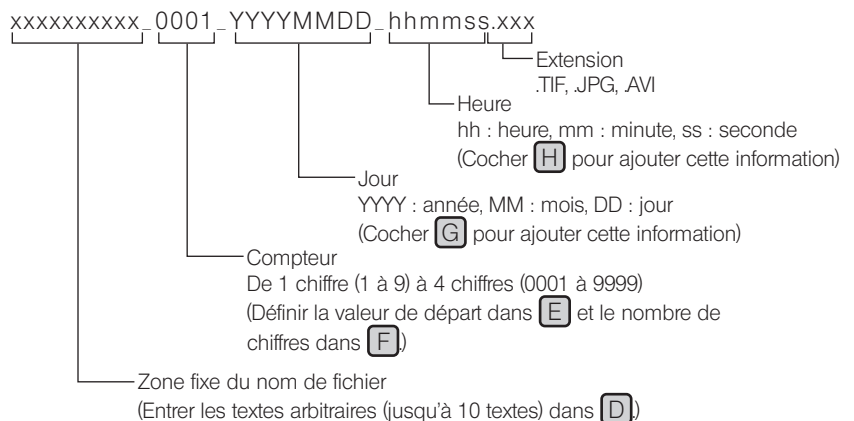 xxxxxxxxxx_0001_YYYYMMDD_hhmmss.xxx
Extension
.TIF, .JPG, .AVI
Heure
hh : heure, mm : minute, ss : seconde
(Cocher H pour ajouter cette information)
Jour
YYYY : année, MM : mois, DD : jour
(Cocher G pour ajouter cette information)
Compteur
De 1 chiffre (1 à 9) à 4 chiffres (0001 à 9999)
(Définir la valeur de départ dans E et le nombre de
chiffres dans F.)
Zone fixe du nom de fichier
(Entrer les textes arbitraires (jusqu'à 10 textes) dans D.)